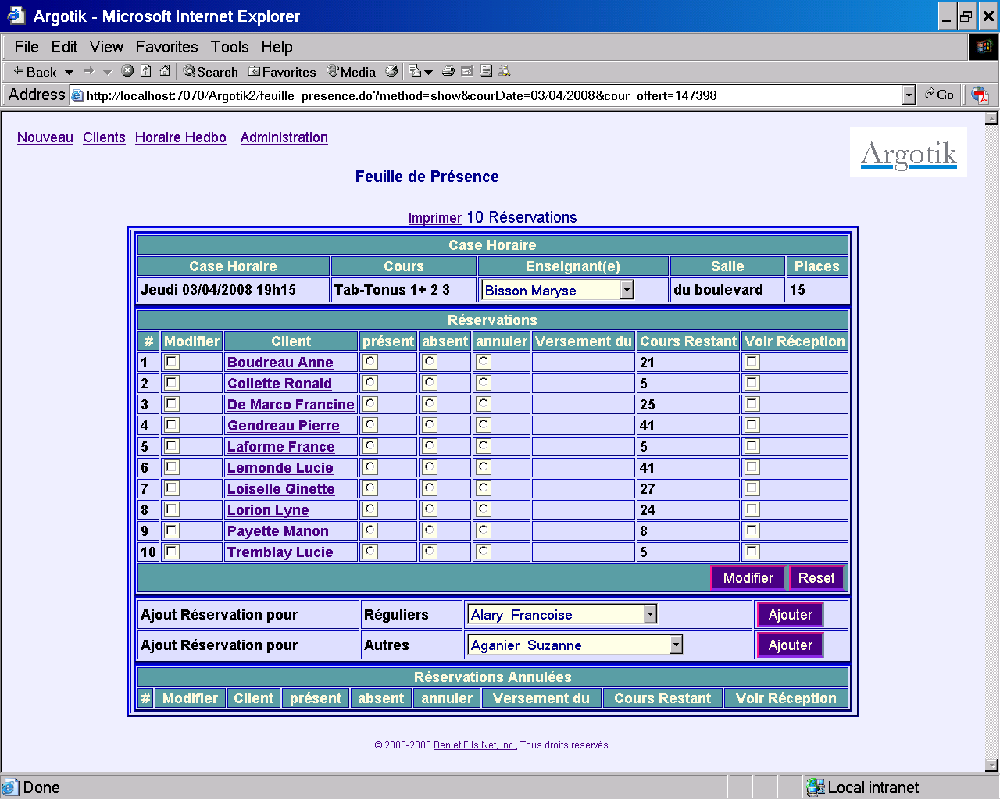 Argotik - Microsoft Internet Explorer
File Edit View Favorites Tools Help
Back Search Favorites Media
Address http://localhost:7070/Argotik2/feuille_presence.do?method=show&courDate=03/04/2008&cour_offert=147398 Go
Nouveau Clients Horaire Hedbo Administration
Argotik
Feuille de Présence
Imprimer 10 Réservations
Case Horaire
Case Horaire Cours Enseignant(e) Salle Places
Jeudi 03/04/2008 19h15 Tab-Tonus 1+ 2 3 Bisson Maryse du boulevard 15
Réservations
# Modifier Client présent absent annuler Versement du Cours Restant Voir Réception
1 Boudreau Anne 21
2 Collette Ronald 5
3 De Marco Francine 25
4 Gendreau Pierre 41
5 Laforme France 5
6 Lemonde Lucie 41
7 Loiselle Ginette 27
8 Lorion Lyne 24
9 Payette Manon 8
10 Tremblay Lucie 5
Modifier Reset
Ajout Réservation pour Réguliers Alary Francoise Ajouter
Ajout Réservation pour Autres Aganier Suzanne Ajouter
Réservations Annulées
# Modifier Client présent absent annuler Versement du Cours Restant Voir Réception
© 2003-2008 Ben et Fils Net, Inc., Tous droits réservés.
Done Local intranet